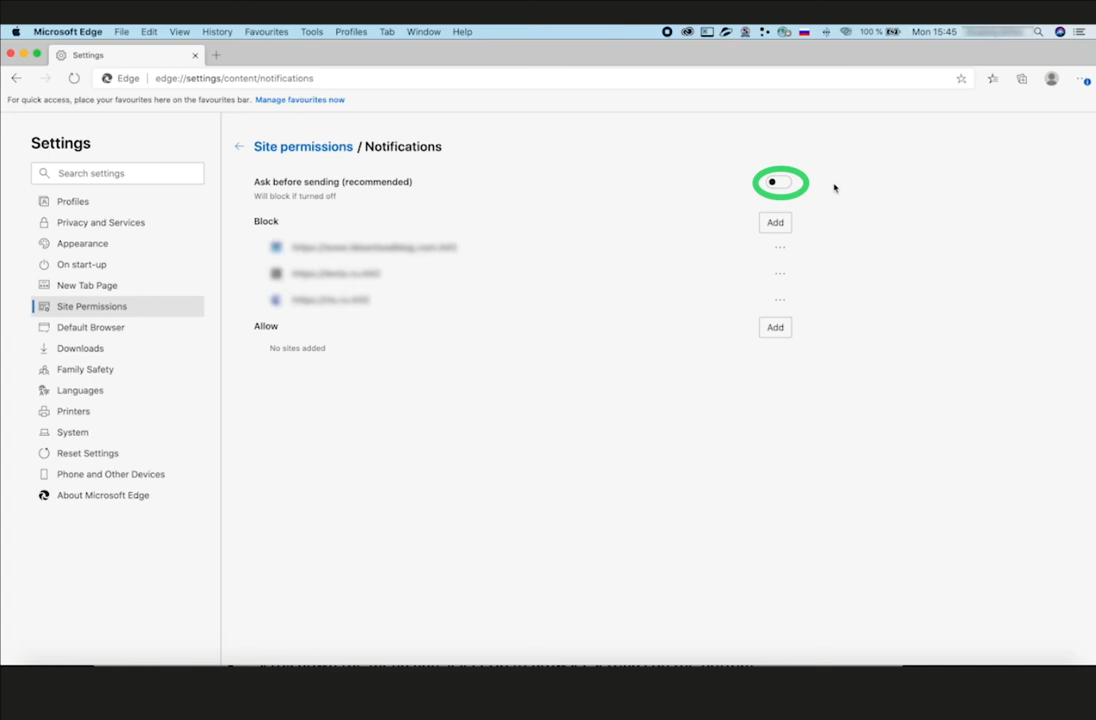 Microsoft Edge File Edit View History Favourites Tools Profiles Tab Window Help 100 % Mon 15:45
Settings
Edge edge://settings/content/notifications
For quick access, place your favourites here on the favourites bar. Manage favourites now
Settings
Search settings
Profiles
Privacy and Services
Appearance
On start-up
New Tab Page
Site Permissions
Default Browser
Downloads
Family Safety
Languages
Printers
System
Reset Settings
Phone and Other Devices
About Microsoft Edge
Site permissions / Notifications
Ask before sending (recommended)
Will block if turned off
Block Add
Allow Add
No sites added